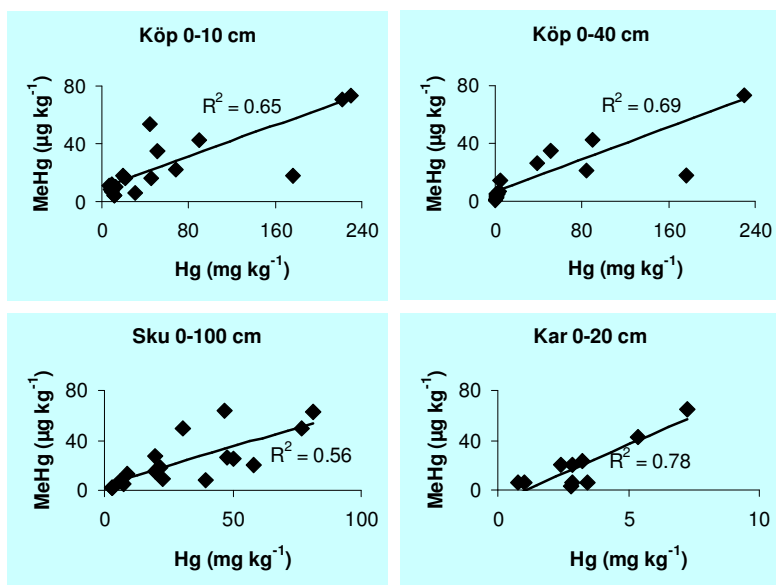 Köp 0-10 cm
MeHg (µg kg⁻¹)
80
40
0
R² = 0.65
0 80 160 240
Hg (mg kg⁻¹)
Köp 0-40 cm
MeHg (µg kg⁻¹)
80
40
0
R² = 0.69
0 80 160 240
Hg (mg kg⁻¹)
Sku 0-100 cm
MeHg (µg kg⁻¹)
80
40
0
R² = 0.56
0 50 100
Hg (mg kg⁻¹)
Kar 0-20 cm
MeHg (µg kg⁻¹)
80
40
0
R² = 0.78
0 5 10
Hg (mg kg⁻¹)